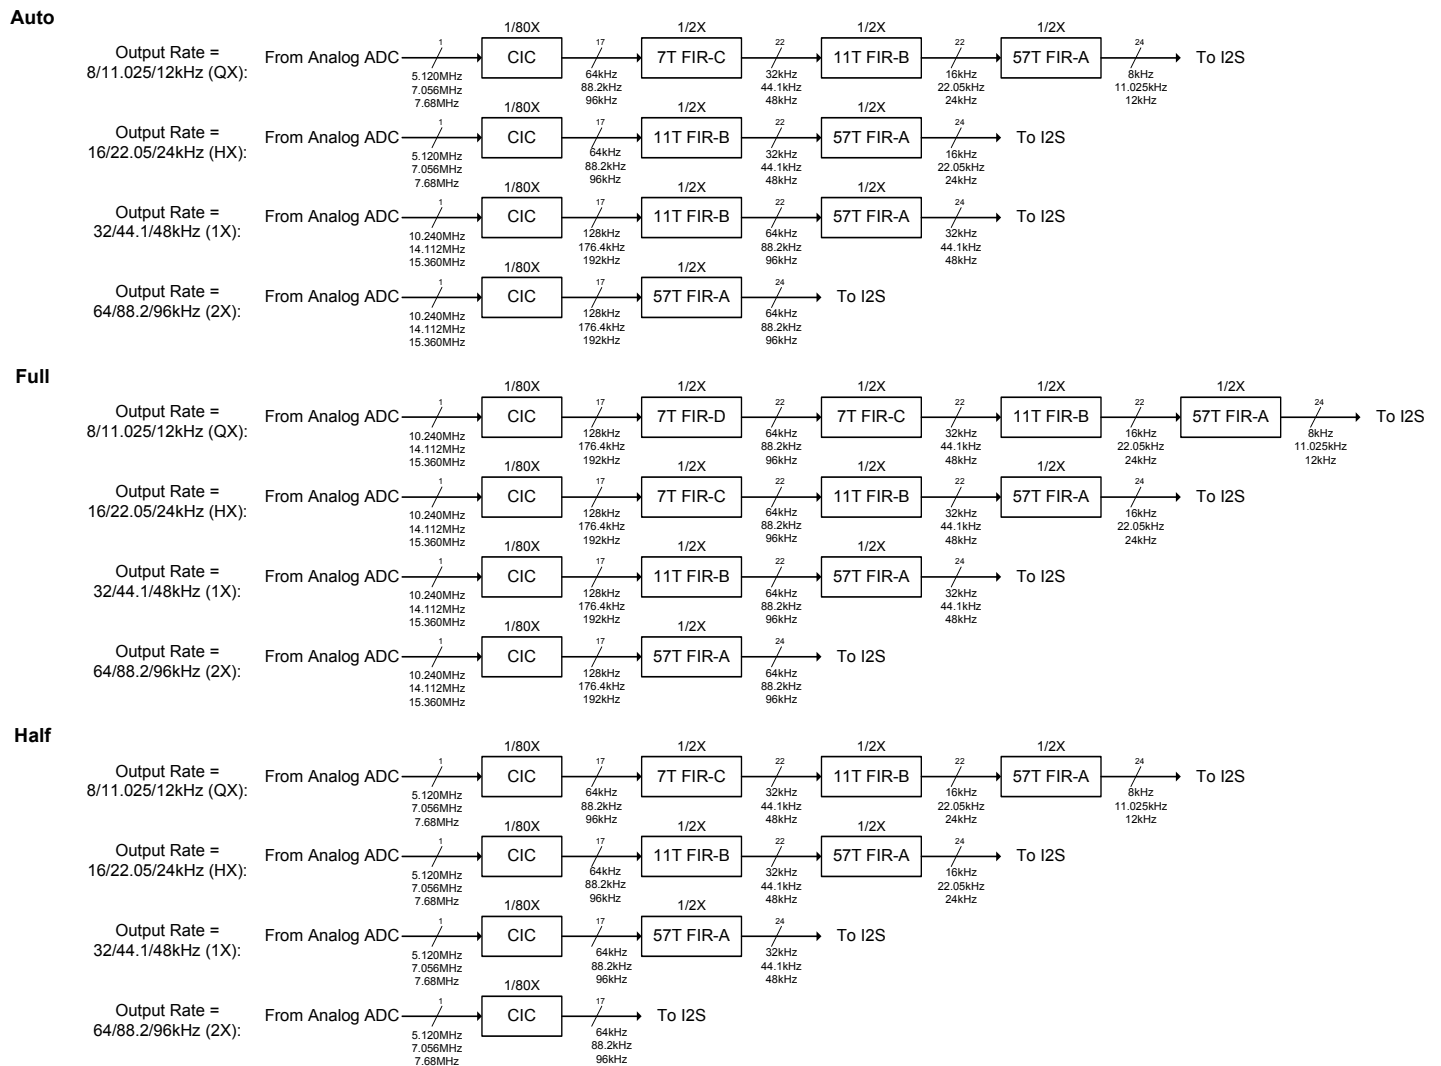 Auto
1/80X 1/2X 1/2X 1/2X
Output Rate =
8/11.025/12kHz (QX):
From Analog ADC 1 CIC 17 7T FIR-C 22 11T FIR-B 22 57T FIR-A 24 To I2S
5.120MHz 64kHz 32kHz 16kHz 8kHz
7.056MHz 88.2kHz 44.1kHz 22.05kHz 11.025kHz
7.68MHz 96kHz 48kHz 24kHz 12kHz
1/80X 1/2X 1/2X
Output Rate =
16/22.05/24kHz (HX):
From Analog ADC 1 CIC 17 11T FIR-B 22 57T FIR-A 24 To I2S
5.120MHz 64kHz 32kHz 16kHz
7.056MHz 88.2kHz 44.1kHz 22.05kHz
7.68MHz 96kHz 48kHz 24kHz
1/80X 1/2X 1/2X
Output Rate =
32/44.1/48kHz (1X):
From Analog ADC 1 CIC 17 11T FIR-B 22 57T FIR-A 24 To I2S
10.240MHz 128kHz 64kHz 32kHz
14.112MHz 176.4kHz 88.2kHz 44.1kHz
15.360MHz 192kHz 96kHz 48kHz
1/80X 1/2X
Output Rate =
64/88.2/96kHz (2X):
From Analog ADC 1 CIC 17 57T FIR-A 24 To I2S
10.240MHz 128kHz 64kHz
14.112MHz 176.4kHz 88.2kHz
15.360MHz 192kHz 96kHz
Full
1/80X 1/2X 1/2X 1/2X 1/2X
Output Rate =
8/11.025/12kHz (QX):
From Analog ADC 1 CIC 17 7T FIR-D 22 7T FIR-C 22 11T FIR-B 22 57T FIR-A 24 To I2S
10.240MHz 128kHz 64kHz 32kHz 16kHz 8kHz
14.112MHz 176.4kHz 88.2kHz 44.1kHz 22.05kHz 11.025kHz
15.360MHz 192kHz 96kHz 48kHz 24kHz 12kHz
1/80X 1/2X 1/2X 1/2X
Output Rate =
16/22.05/24kHz (HX):
From Analog ADC 1 CIC 17 7T FIR-C 22 11T FIR-B 22 57T FIR-A 24 To I2S
10.240MHz 128kHz 64kHz 32kHz 16kHz
14.112MHz 176.4kHz 88.2kHz 44.1kHz 22.05kHz
15.360MHz 192kHz 96kHz 48kHz 24kHz
1/80X 1/2X 1/2X
Output Rate =
32/44.1/48kHz (1X):
From Analog ADC 1 CIC 17 11T FIR-B 22 57T FIR-A 24 To I2S
10.240MHz 128kHz 64kHz 32kHz
14.112MHz 176.4kHz 88.2kHz 44.1kHz
15.360MHz 192kHz 96kHz 48kHz
1/80X 1/2X
Output Rate =
64/88.2/96kHz (2X):
From Analog ADC 1 CIC 17 57T FIR-A 24 To I2S
10.240MHz 128kHz 64kHz
14.112MHz 176.4kHz 88.2kHz
15.360MHz 192kHz 96kHz
Half
1/80X 1/2X 1/2X 1/2X
Output Rate =
8/11.025/12kHz (QX):
From Analog ADC 1 CIC 17 7T FIR-C 22 11T FIR-B 22 57T FIR-A 24 To I2S
5.120MHz 64kHz 32kHz 16kHz 8kHz
7.056MHz 88.2kHz 44.1kHz 22.05kHz 11.025kHz
7.68MHz 96kHz 48kHz 24kHz 12kHz
1/80X 1/2X 1/2X
Output Rate =
16/22.05/24kHz (HX):
From Analog ADC 1 CIC 17 11T FIR-B 22 57T FIR-A 24 To I2S
5.120MHz 64kHz 32kHz 16kHz
7.056MHz 88.2kHz 44.1kHz 22.05kHz
7.68MHz 96kHz 48kHz 24kHz
1/80X 1/2X
Output Rate =
32/44.1/48kHz (1X):
From Analog ADC 1 CIC 17 57T FIR-A 24 To I2S
5.120MHz 64kHz 32kHz
7.056MHz 88.2kHz 44.1kHz
7.68MHz 96kHz 48kHz
1/80X
Output Rate =
64/88.2/96kHz (2X):
From Analog ADC 1 CIC 17 To I2S
5.120MHz 64kHz
7.056MHz 88.2kHz
7.68MHz 96kHz